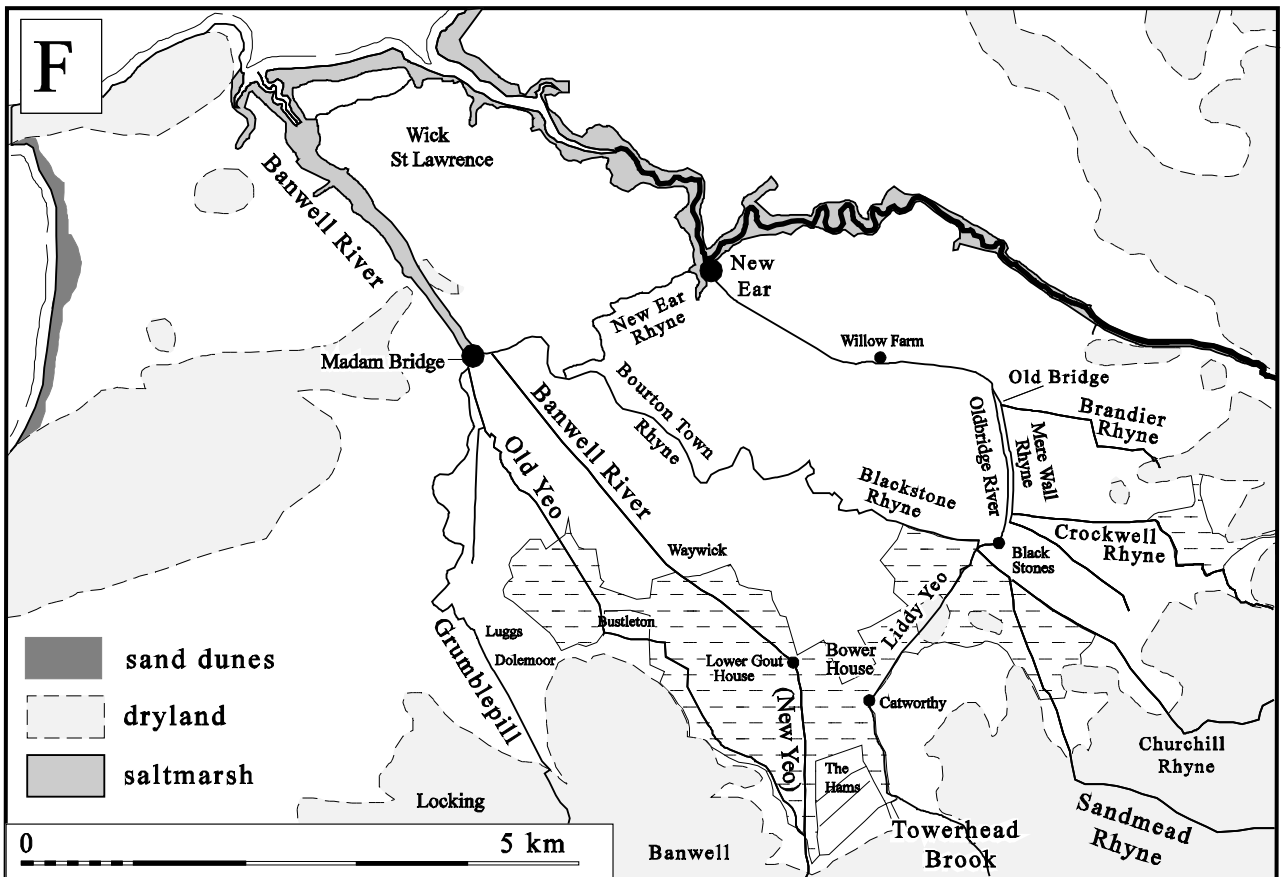 F
Wick
St Lawrence
Banwell River
New
Ear
New Ear
Rhyne
Willow Farm
Madam Bridge
Old Bridge
Brandier
Rhyne
Bourton Town
Rhyne
Banwell River
Oldbridge River
Mere Wall
Rhyne
Old Yeo
Blackstone
Rhyne
Crockwell
Rhyne
Black
Stones
Waywick
Liddy Yeo
Bustleton
Luggs
Dolemoor
Grumblepill
Lower Gout
House
Bower
House
Catworthy
(New Yeo)
Churchill
Rhyne
The
Hams
Sandmead
Rhyne
Towerhead
Brook
Locking
Banwell
sand dunes
dryland
saltmarsh
0 5 km